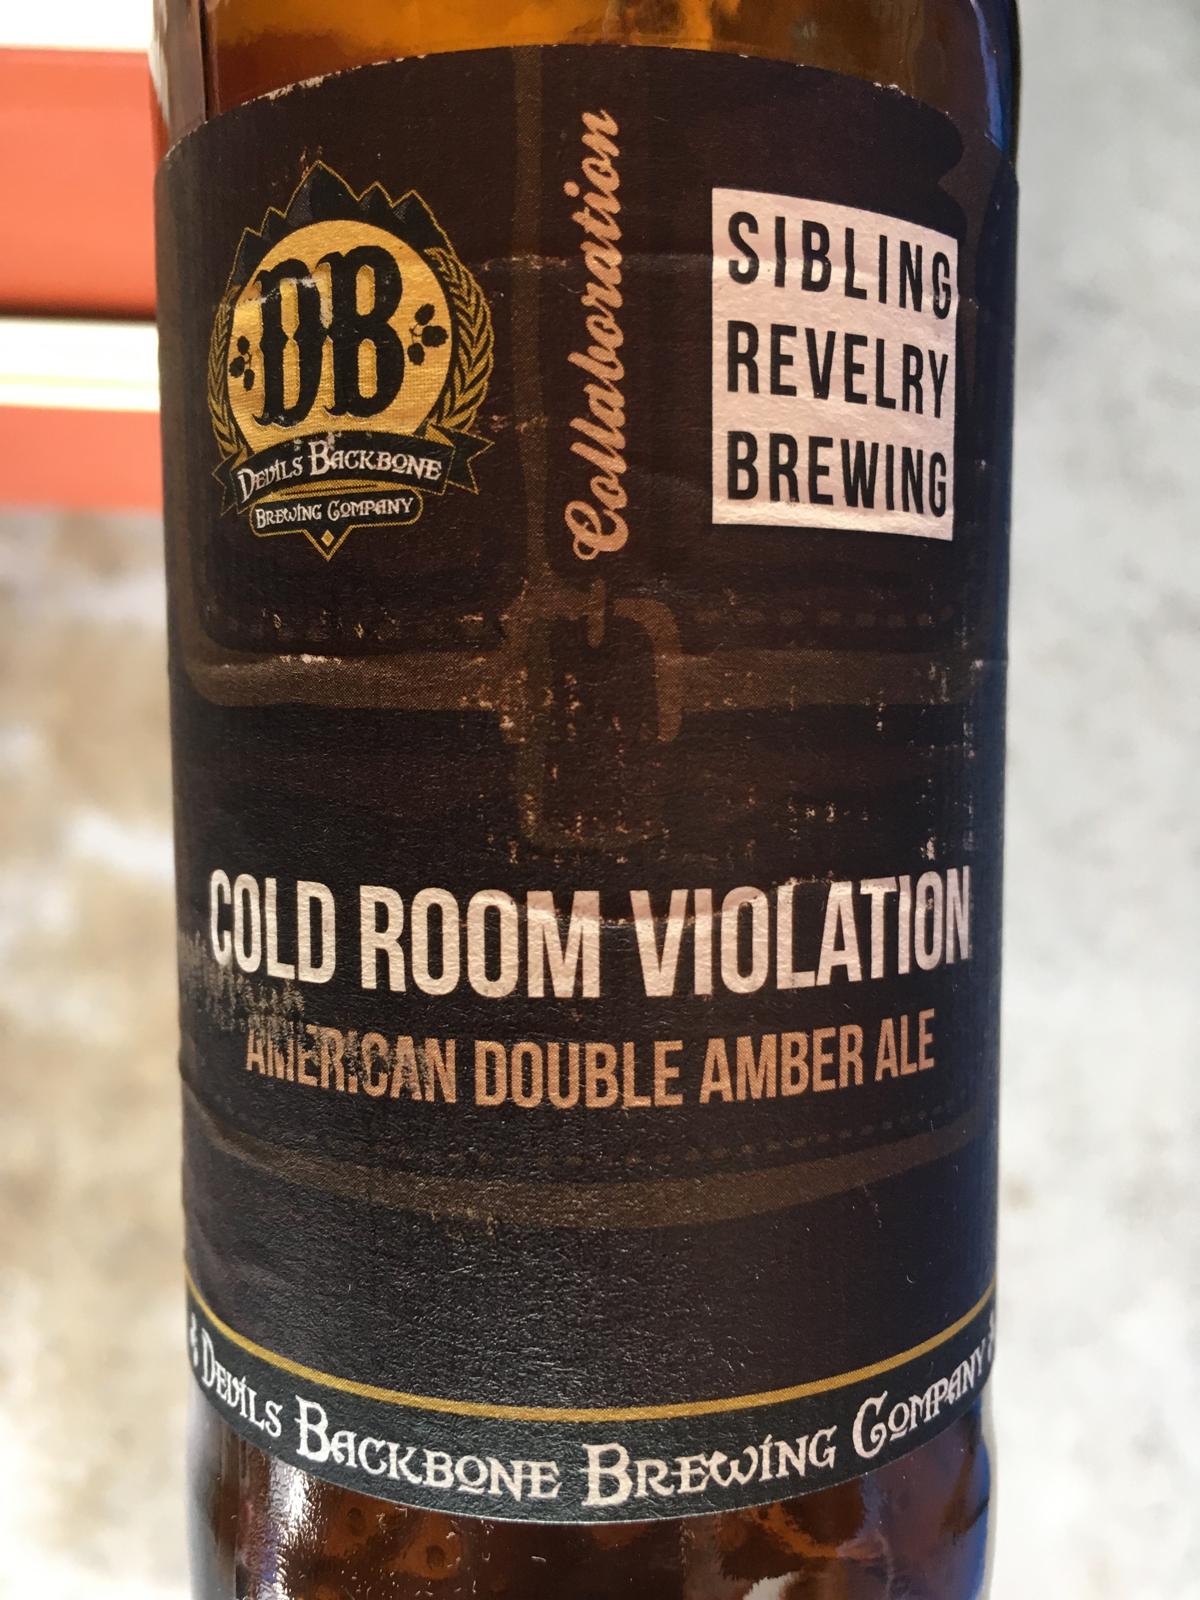 DB
DEVILS BACKBONE
BREWING COMPANY
Collaboration
SIBLING
REVELRY
BREWING
COLD ROOM VIOLATION
AMERICAN DOUBLE AMBER ALE
DEVILS BACKBONE BREWING COMPANY